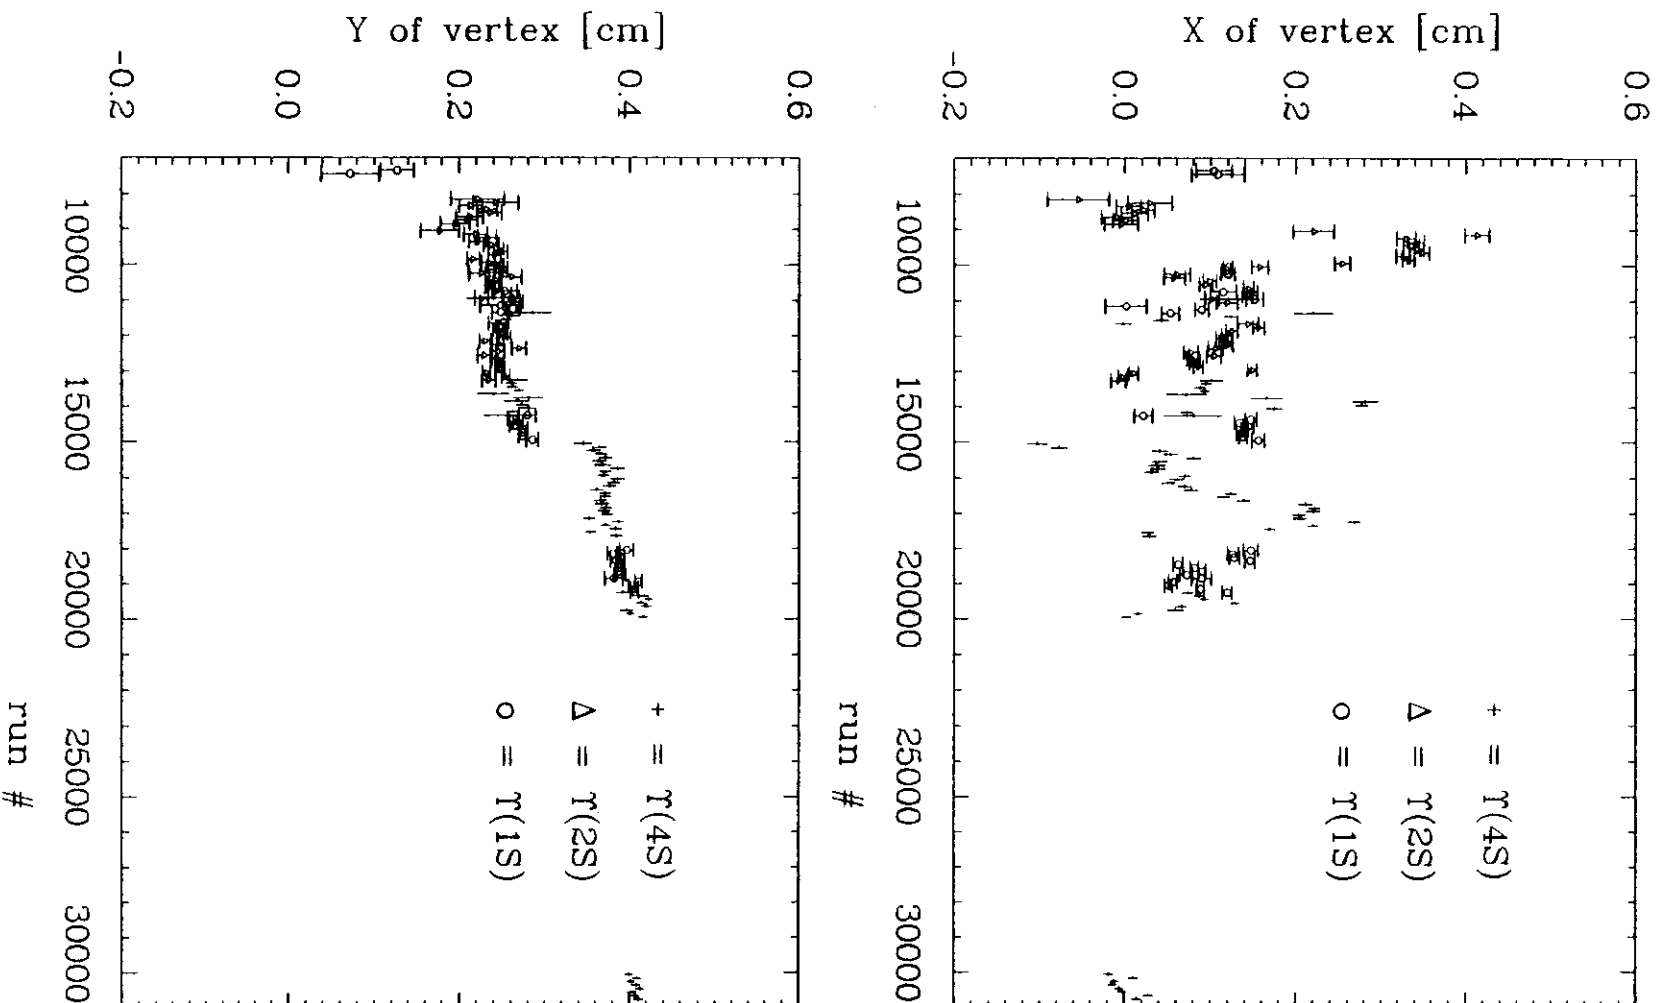 X of vertex [cm]
0.6
0.4
0.2
0.0
-0.2
10000
15000
20000
25000
30000
run #
+ = ϒ(4S)
Δ = ϒ(2S)
o = ϒ(1S)
Y of vertex [cm]
0.6
0.4
0.2
0.0
-0.2
10000
15000
20000
25000
30000
run #
+ = ϒ(4S)
Δ = ϒ(2S)
o = ϒ(1S)